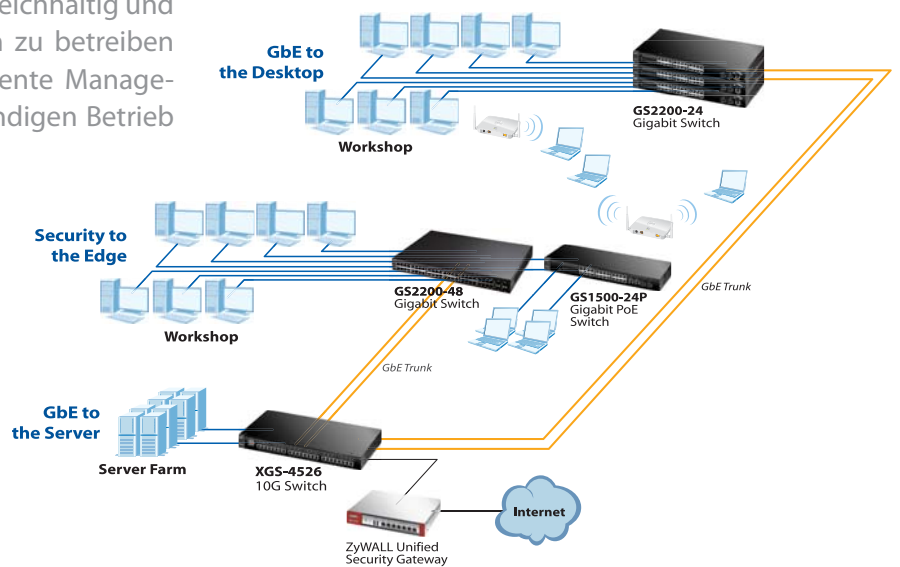 eichhaltig und
zu betreiben
ente Manage-
ndigen Betrieb
GbE to
the Desktop
Workshop
GS2200-24
Gigabit Switch
Security to
the Edge
Workshop
GS2200-48
Gigabit Switch
GS1500-24P
Gigabit PoE
Switch
GbE Trunk
GbE Trunk
GbE to
the Server
Server Farm
XGS-4526
10G Switch
Internet
ZyWALL Unified
Security Gateway